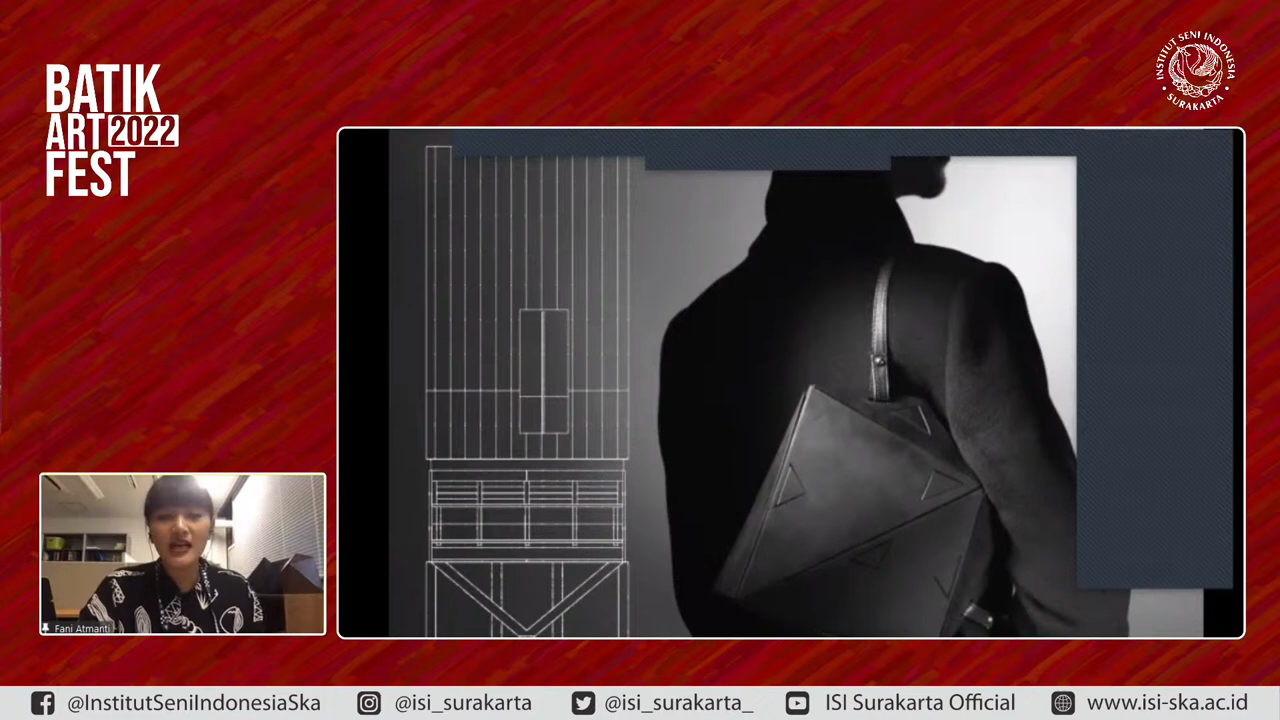 BATIK
ART 2022
FEST
INSTITUT SENI INDONESIA
• SURAKARTA •
Fani Atmanti
@InstitutSeniIndonesiaSka
@isi_surakarta
@isi_surakarta_
ISI Surakarta Official
www.isi-ska.ac.id